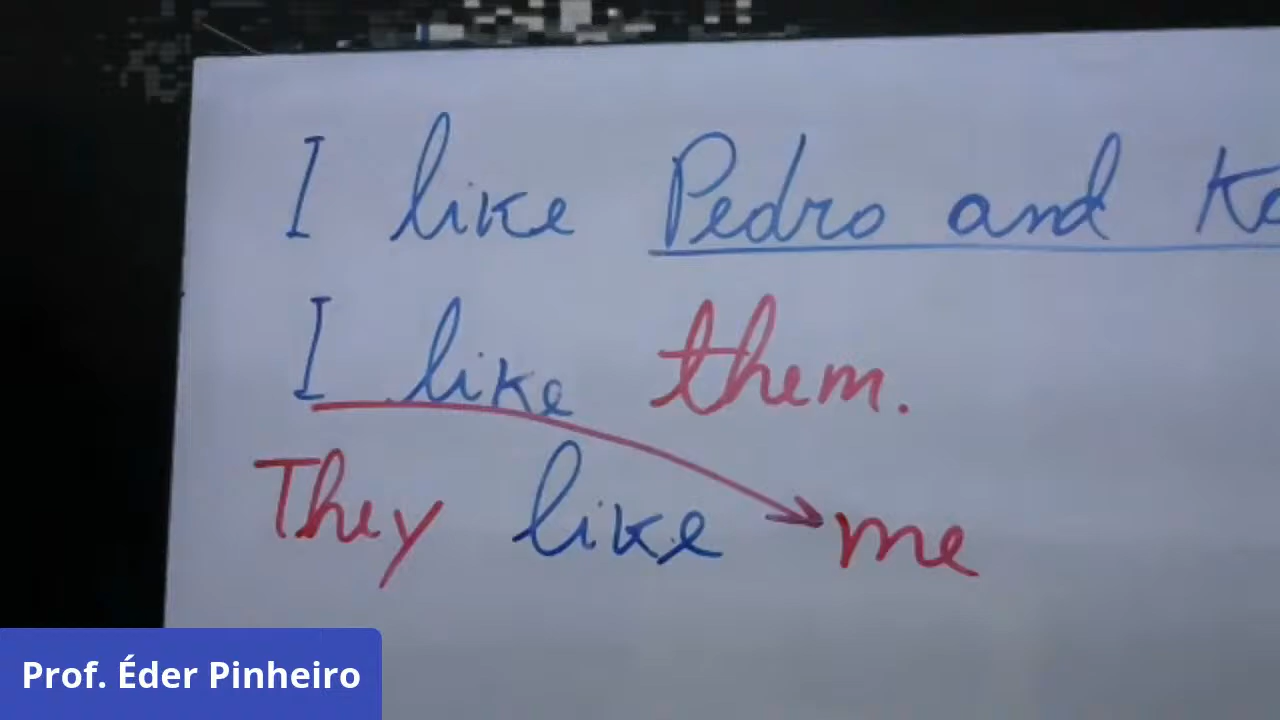 I like Pedro and
I like them.
They like me
Prof. Éder Pinheiro